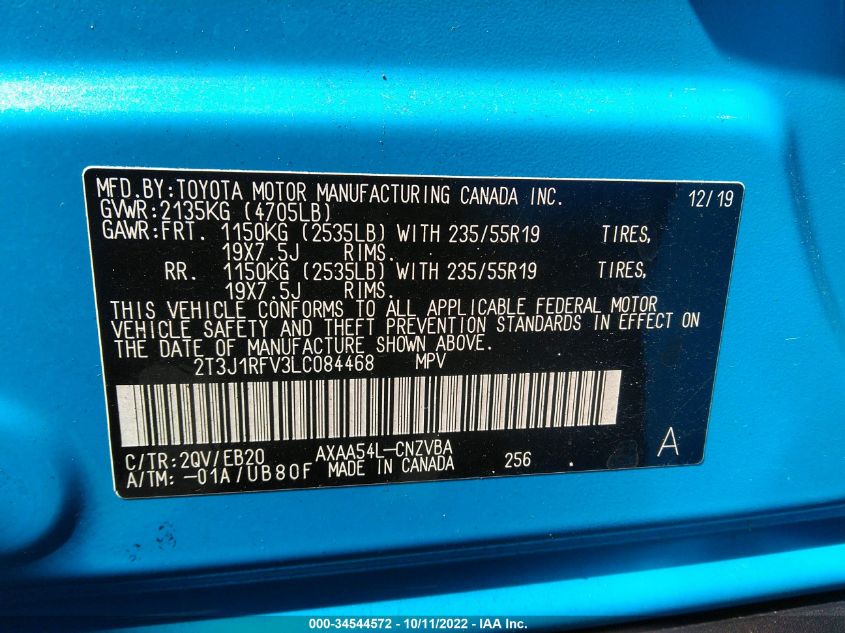 MFD.BY:TOYOTA MOTOR MANUFACTURING CANADA INC. 12/19
GVWR:2135KG (4705LB)
GAWR:FRT. 1150KG (2535LB) WITH 235/55R19 TIRES,
19X7.5J RIMS.
RR. 1150KG (2535LB) WITH 235/55R19 TIRES,
19X7.5J RIMS.
THIS VEHICLE CONFORMS TO ALL APPLICABLE FEDERAL MOTOR
VEHICLE SAFETY AND THEFT PREVENTION STANDARDS IN EFFECT ON
THE DATE OF MANUFACTURE SHOWN ABOVE.
2T3J1RFV3LC084468 MPV
C/TR:2QV/EB20 AXAA54L-CNZVBA
A/TM:-01A/UB80F MADE IN CANADA 256 A
000-34544572 - 10/11/2022 - IAA Inc.